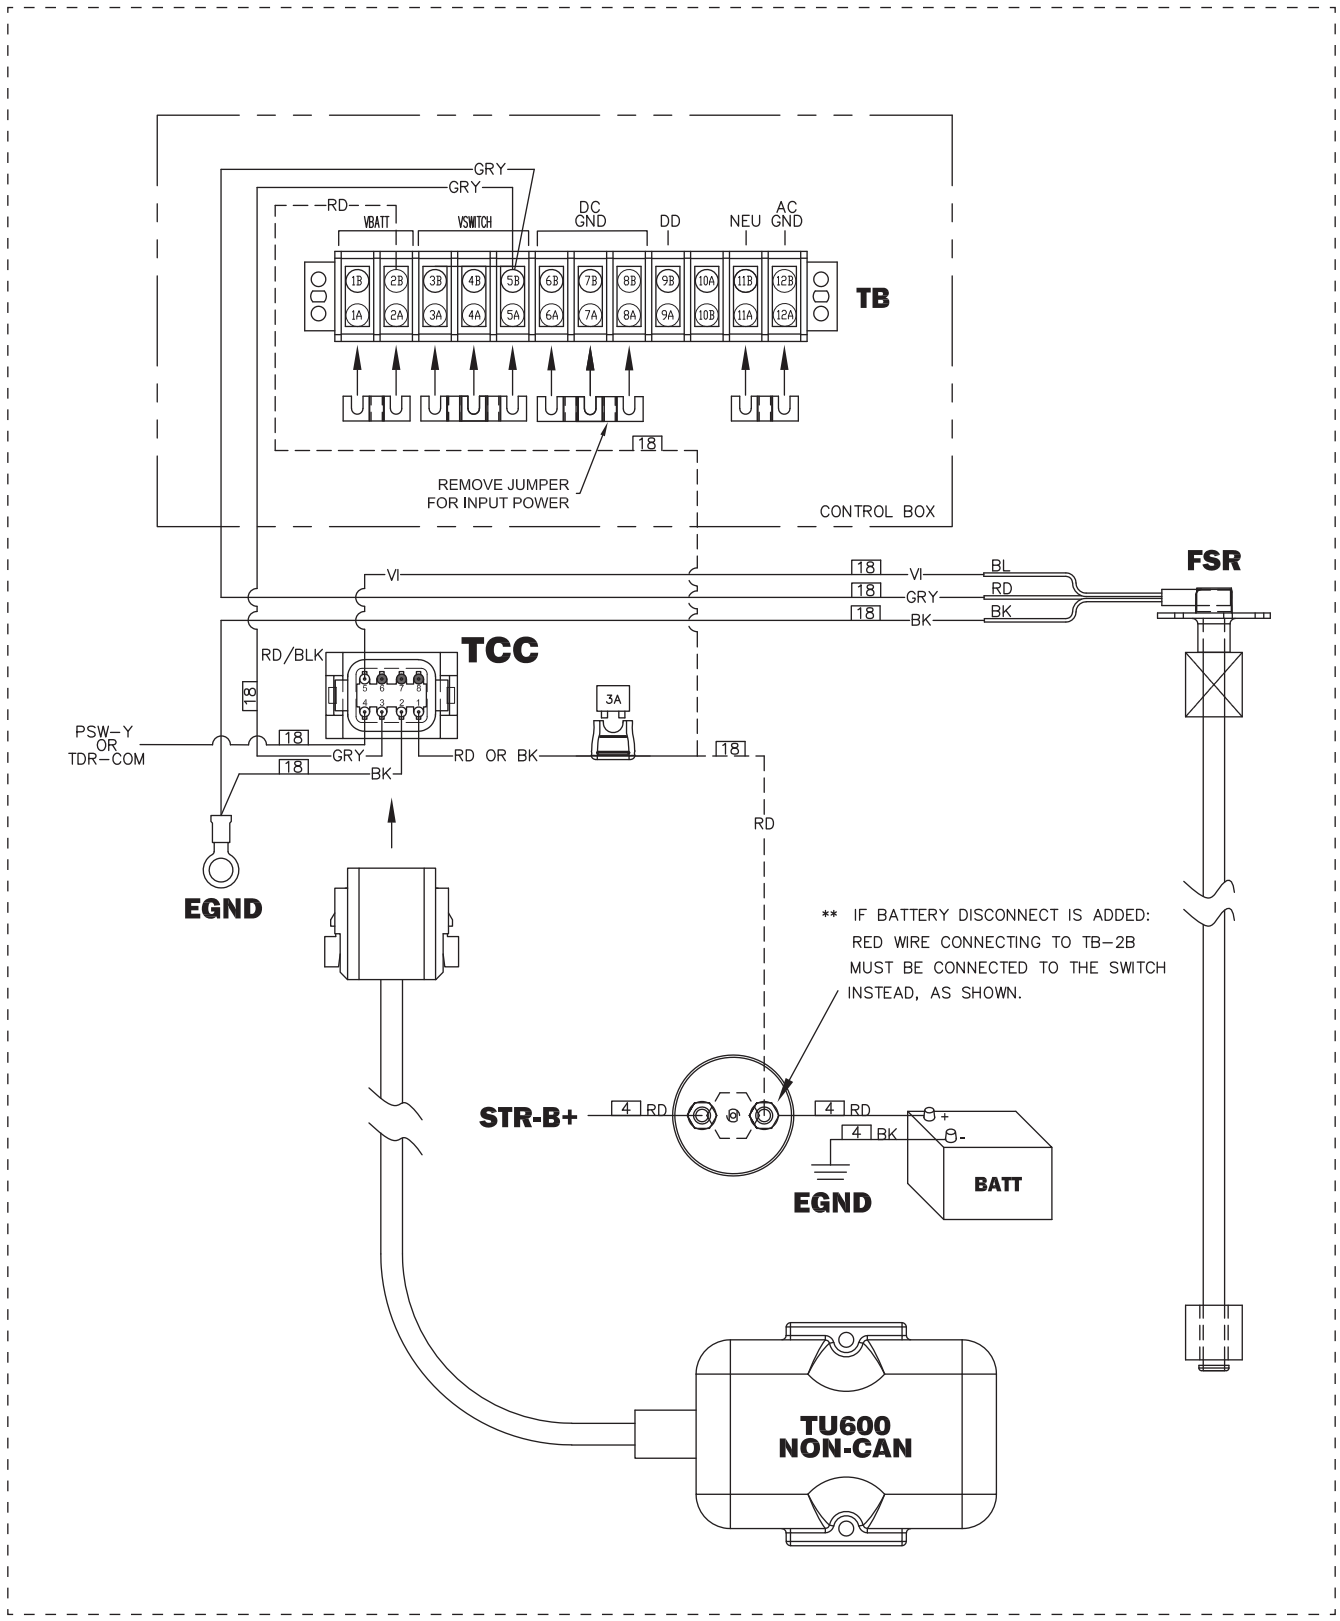 GRY
GRY
RD
VBATT
VSWITCH
DC
GND
DD
NEU
AC
GND
1B 2B 3B 4B 5B 6B 7B 8B 9B 10A 11B 12B
1A 2A 3A 4A 5A 6A 7A 8A 9A 10B 11A 12A
TB
18
REMOVE JUMPER
FOR INPUT POWER
CONTROL BOX
FSR
VI 18 VI BL
18 GRY RD
18 BK BK
TCC
RD/BLK
5 6 7 8
4 3 2 1
18
3A
PSW-Y
OR
TDR-COM
18
GRY
18
BK
RD OR BK
18
RD
EGND
** IF BATTERY DISCONNECT IS ADDED:
RED WIRE CONNECTING TO TB-2B
MUST BE CONNECTED TO THE SWITCH
INSTEAD, AS SHOWN.
STR-B+
4 RD
4 RD
4 BK
+
-
EGND
BATT
TU600
NON-CAN